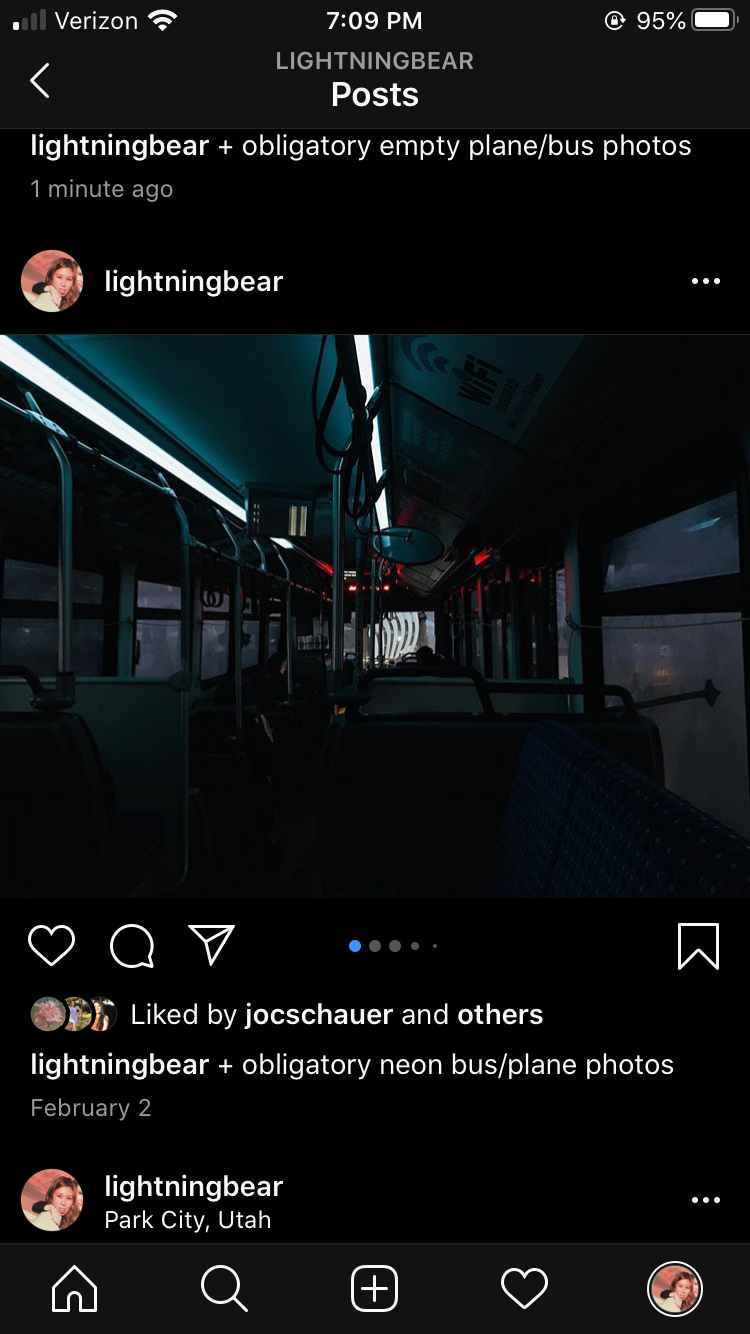 Verizon 7:09 PM 95%
LIGHTNINGBEAR
Posts
lightningbear + obligatory empty plane/bus photos
1 minute ago
lightningbear
WiFi
Liked by jocschauer and others
lightningbear + obligatory neon bus/plane photos
February 2
lightningbear
Park City, Utah